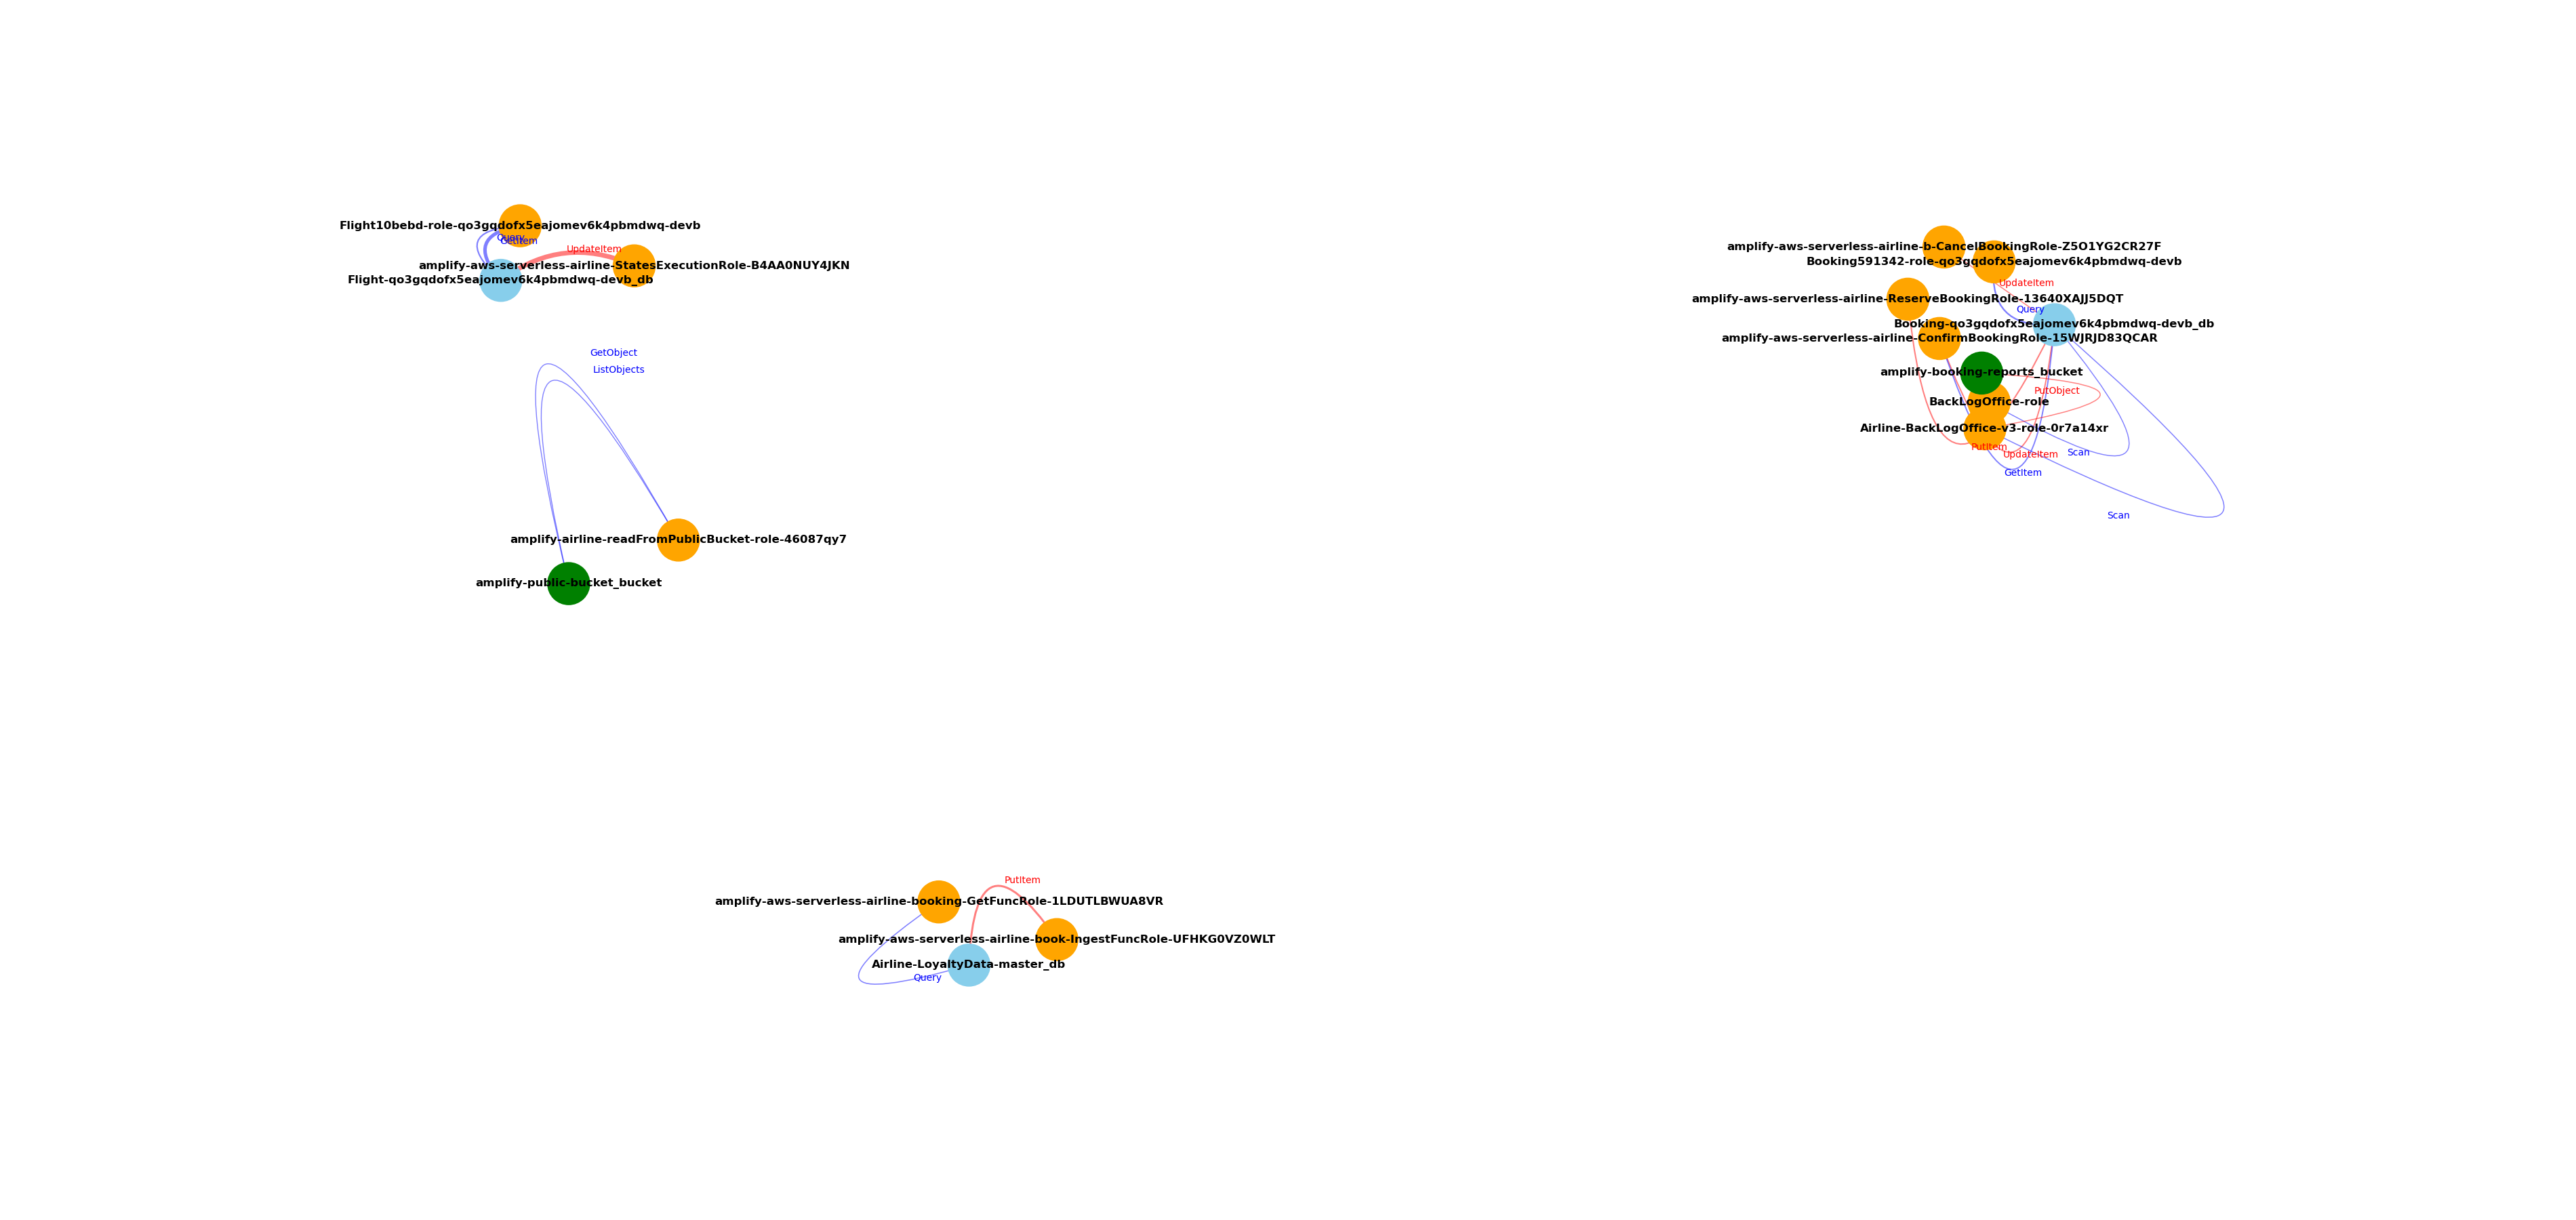 Flight10bebd-role-qo3gqdofx5eajomev6k4pbmdwq-devb
Query
GetItem
UpdateItem
amplify-aws-serverless-airline-StatesExecutionRole-B4AA0NUY4JKN
Flight-qo3gqdofx5eajomev6k4pbmdwq-devb_db
GetObject
ListObjects
amplify-airline-readFromPublicBucket-role-46087qy7
amplify-public-bucket_bucket
amplify-aws-serverless-airline-b-CancelBookingRole-Z5O1YG2CR27F
Booking591342-role-qo3gqdofx5eajomev6k4pbmdwq-devb
UpdateItem
amplify-aws-serverless-airline-ReserveBookingRole-13640XAJJ5DQT
Query
Booking-qo3gqdofx5eajomev6k4pbmdwq-devb_db
amplify-aws-serverless-airline-ConfirmBookingRole-15WJRJD83QCAR
amplify-booking-reports_bucket
PutObject
BackLogOffice-role
Airline-BackLogOffice-v3-role-0r7a14xr
PutItem
UpdateItem
Scan
GetItem
Scan
PutItem
amplify-aws-serverless-airline-booking-GetFuncRole-1LDUTLBWUA8VR
amplify-aws-serverless-airline-book-IngestFuncRole-UFHKG0VZ0WLT
Airline-LoyaltyData-master_db
Query